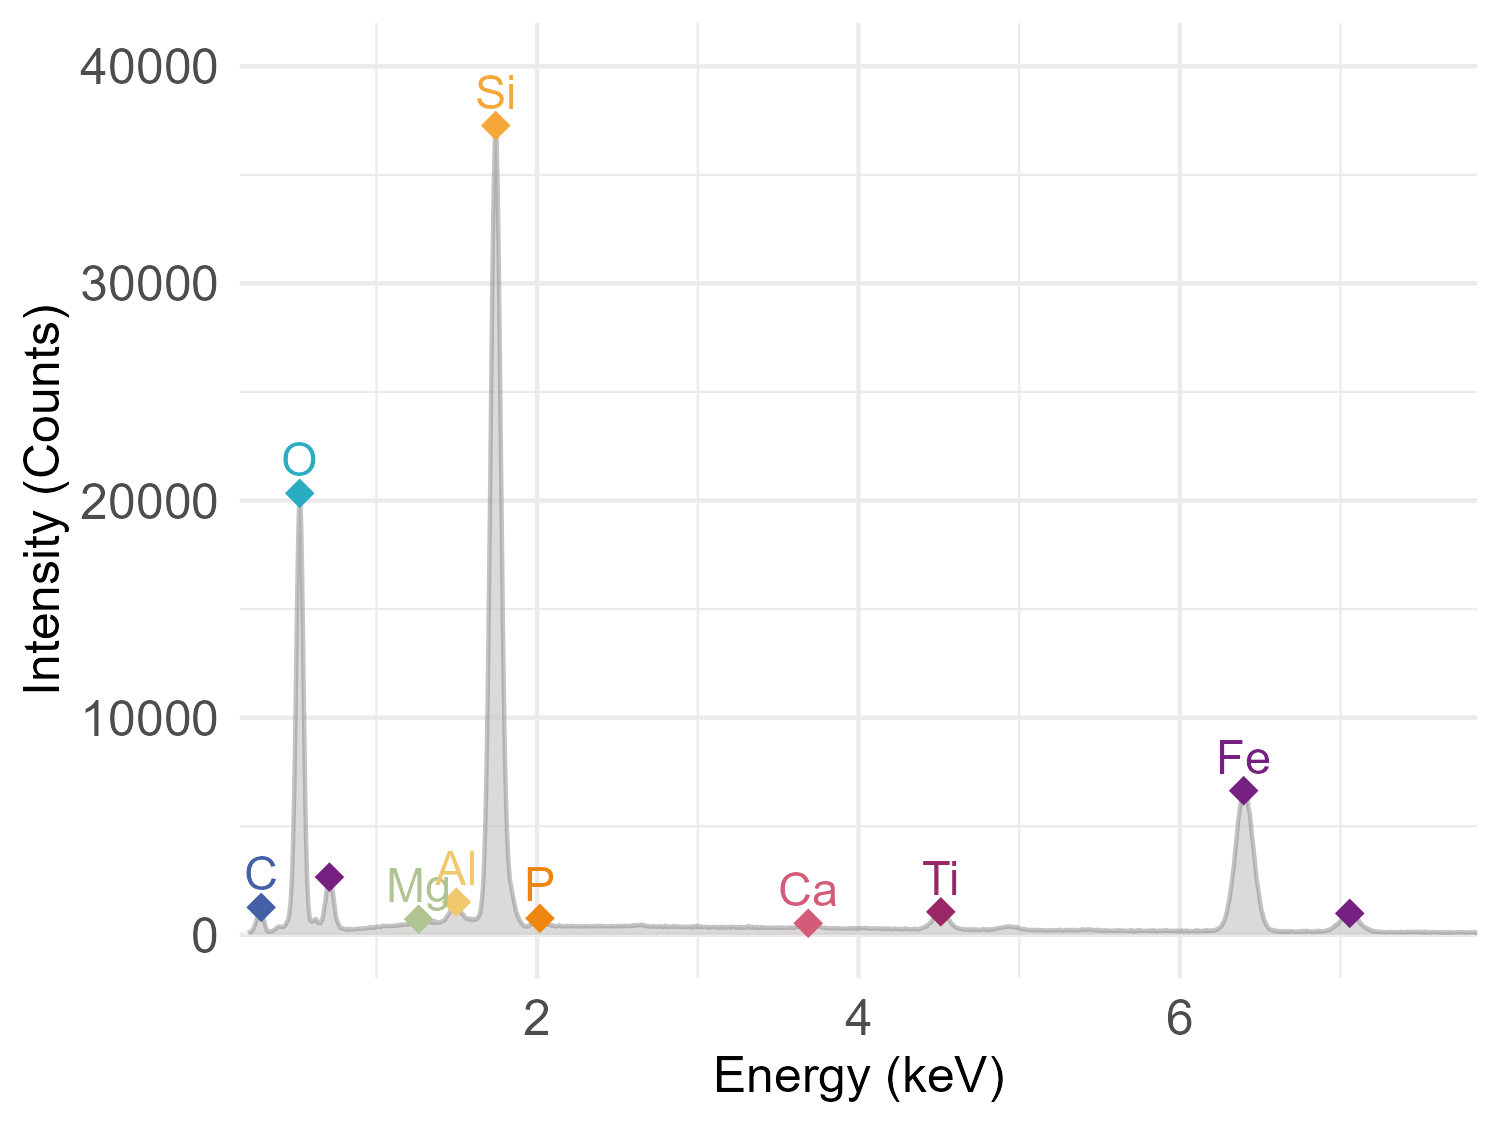 40000
30000
20000
10000
0
Intensity (Counts)
Si
O
C
Mg
Al
P
Ca
Ti
Fe
2
4
6
Energy (keV)